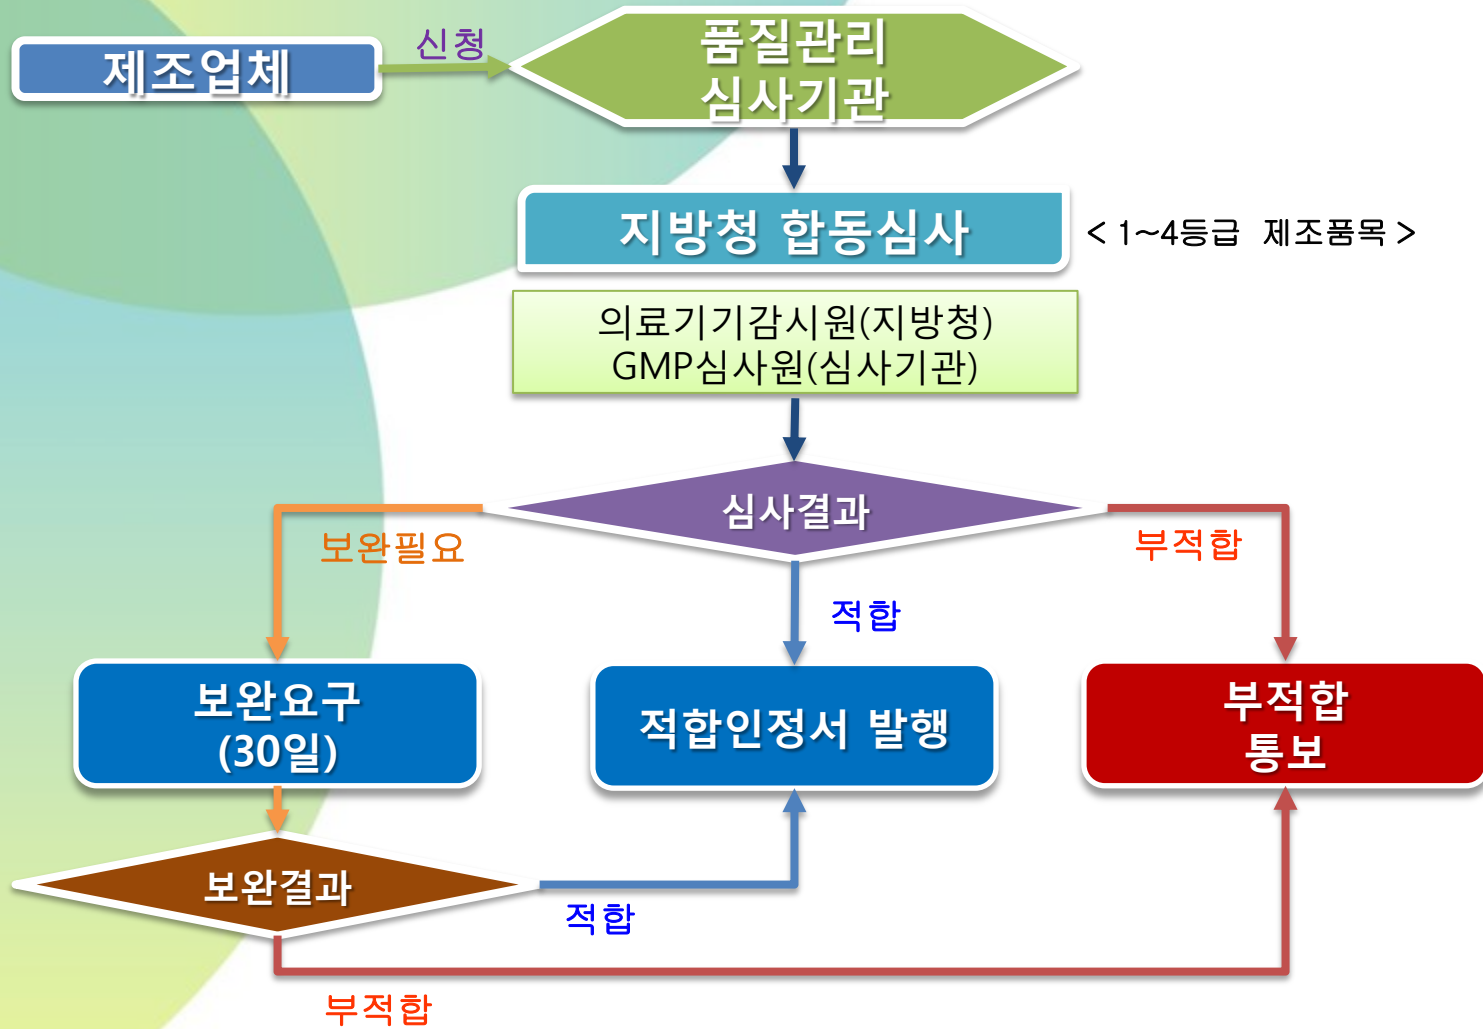 제조업체
신청
품질관리
심사기관
지방청 합동심사
< 1~4등급 제조품목 >
의료기기감시원(지방청)
GMP심사원(심사기관)
심사결과
보완필요
부적합
적합
보완요구
(30일)
적합인정서 발행
부적합
통보
보완결과
적합
부적합